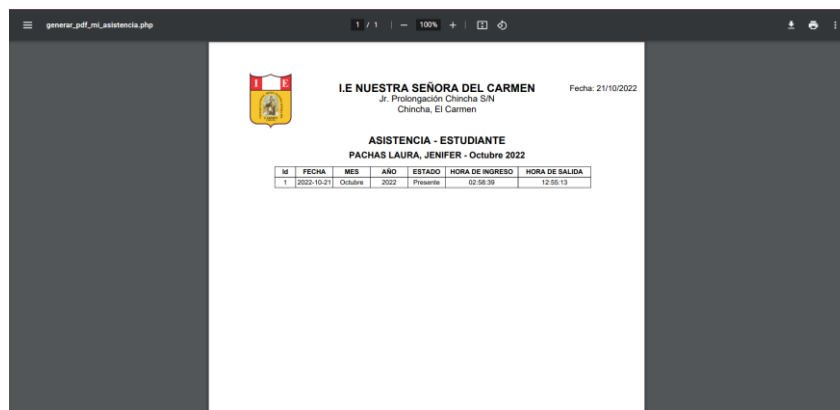 generar_pdf_mi_asistencia.php
1 / 1
100%
I E
I.E NUESTRA SEÑORA DEL CARMEN
Fecha: 21/10/2022
Jr. Prolongación Chincha S/N
Chincha, El Carmen
ASISTENCIA - ESTUDIANTE
PACHAS LAURA, JENIFER - Octubre 2022
Id FECHA MES AÑO ESTADO HORA DE INGRESO HORA DE SALIDA
1 2022-10-21 Octubre 2022 Presente 02:58:39 12:55:13